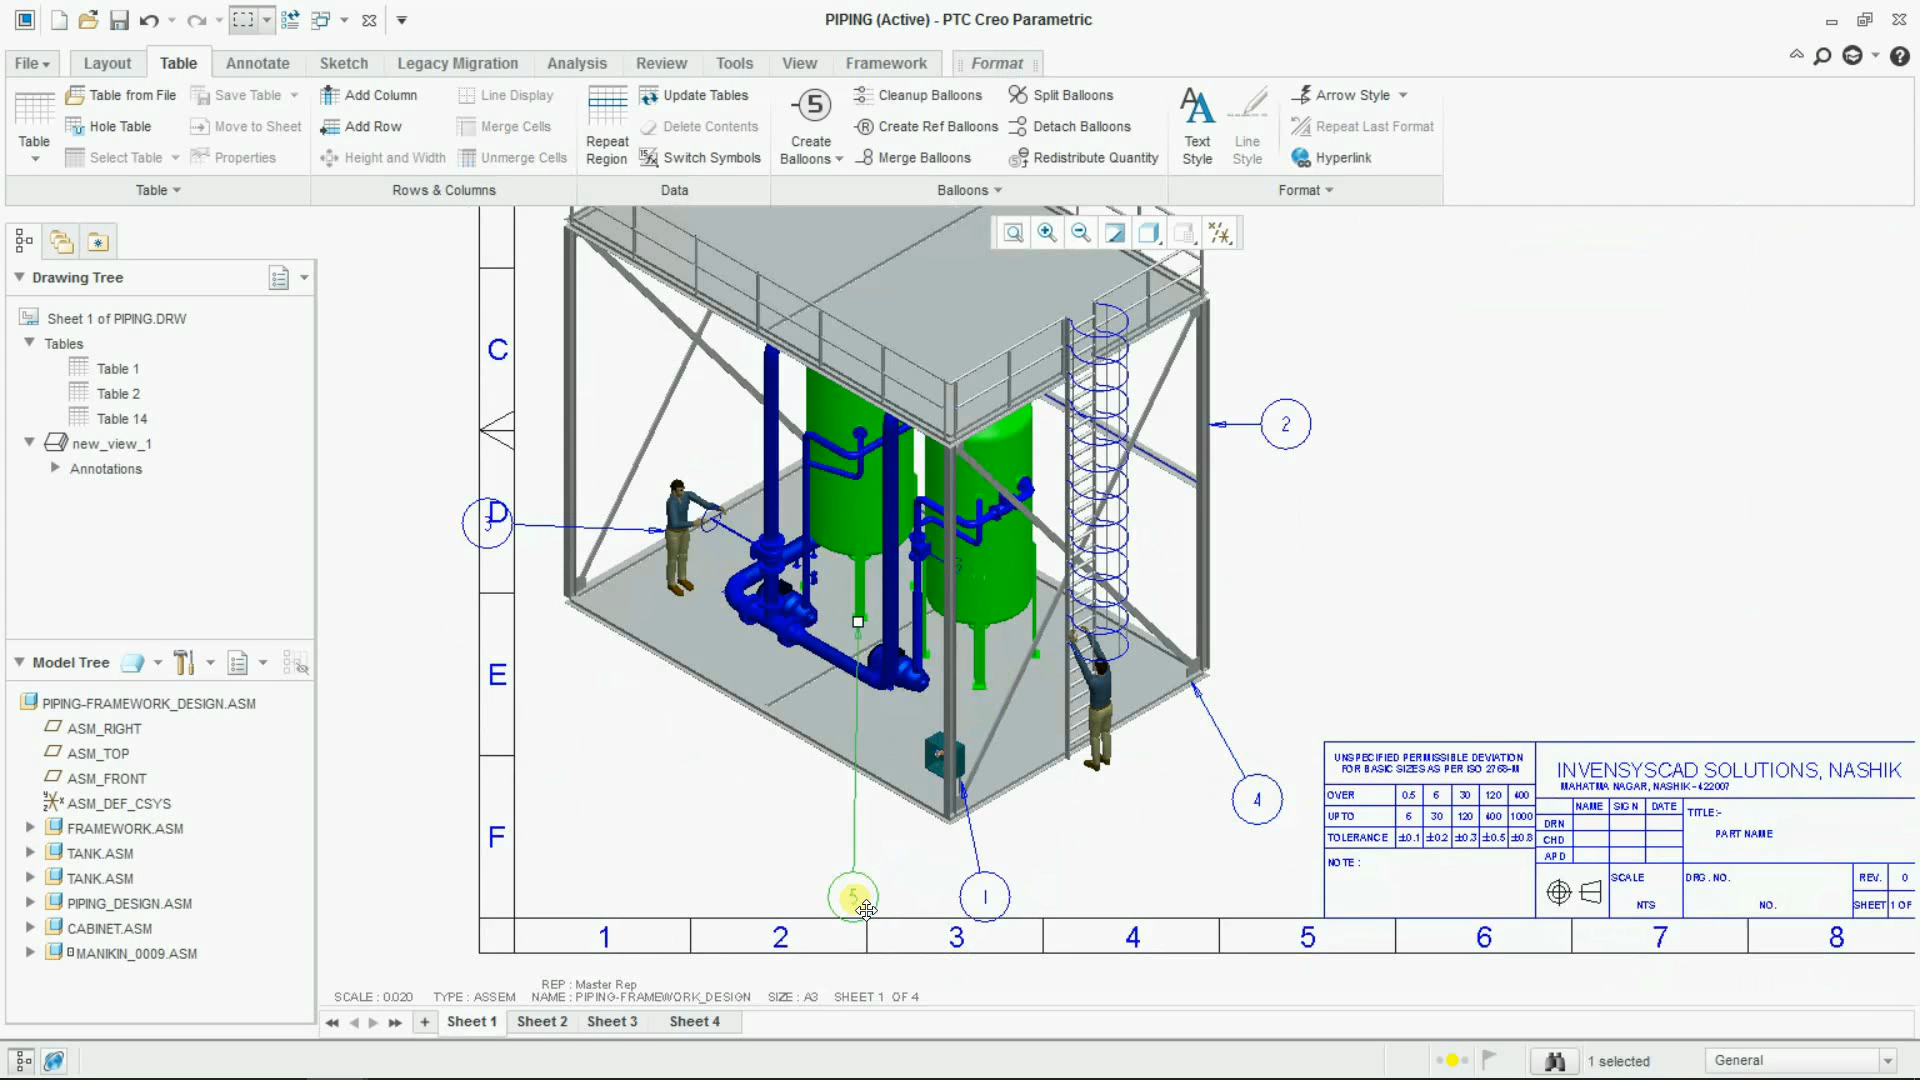 PIPING (Active) - PTC Creo Parametric
File Layout Table Annotate Sketch Legacy Migration Analysis Review Tools View Framework Format
Table from File Save Table Add Column Line Display Update Tables Cleanup Balloons Split Balloons Arrow Style
Hole Table Move to Sheet Add Row Merge Cells Delete Contents Create Ref Balloons Detach Balloons Repeat Last Format
Table Select Table Properties Height and Width Unmerge Cells Repeat Region Switch Symbols Create Balloons Merge Balloons Redistribute Quantity Text Style Line Style Hyperlink
Table Rows & Columns Data Balloons Format
Drawing Tree
Sheet 1 of PIPING.DRW
Tables
Table 1
Table 2
Table 14
new_view_1
Annotations
Model Tree
PIPING-FRAMEWORK_DESIGN.ASM
ASM_RIGHT
ASM_TOP
ASM_FRONT
ASM_DEF_CSYS
FRAMEWORK.ASM
TANK.ASM
TANK.ASM
PIPING_DESIGN.ASM
CABINET.ASM
MANIKIN_0009.ASM
C
D
E
F
2
3
4
5
1
UNSPECIFIED PERMISSIBLE DEVIATION
FOR BASIC SIZES AS PER ISO 2768-M
OVER 0.5 6 30 120 400
UPTO 6 30 120 400 1000
TOLERANCE ±0.1 ±0.2 ±0.3 ±0.5 ±0.8
NOTE :
INVENSYSCAD SOLUTIONS, NASHIK
MAHATMA NAGAR, NASHIK - 422007
NAME SIGN DATE
DRN
CHD
APD
TITLE:-
PART NAME
SCALE
NTS
DRG. NO.
NO.
REV. 0
SHEET 1 OF
1 2 3 4 5 6 7 8
REP : Master Rep
SCALE : 0.020 TYPE : ASSEM NAME : PIPING-FRAMEWORK_DESIGN SIZE : A3 SHEET 1 OF 4
Sheet 1 Sheet 2 Sheet 3 Sheet 4
1 selected
General